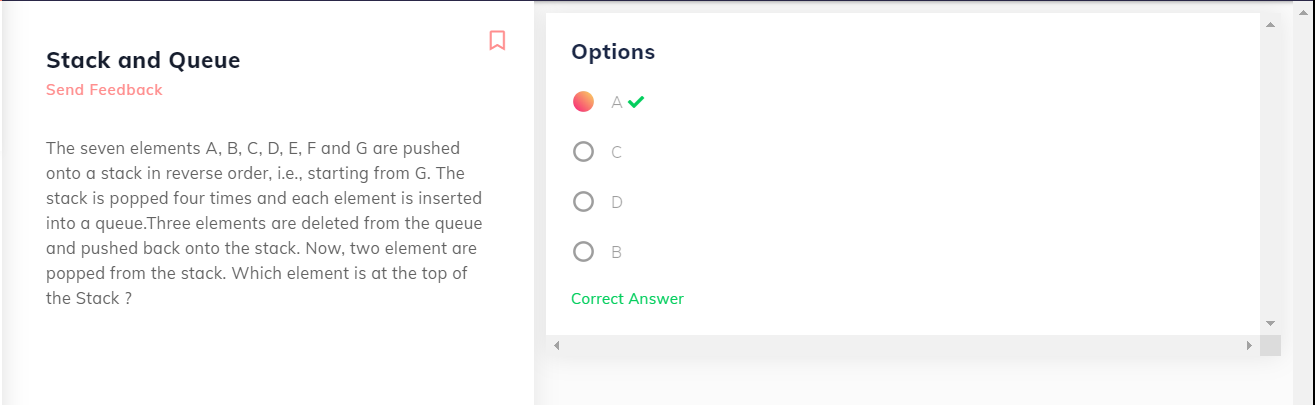 Stack and Queue
Send Feedback
The seven elements A, B, C, D, E, F and G are pushed
onto a stack in reverse order, i.e., starting from G. The
stack is popped four times and each element is inserted
into a queue.Three elements are deleted from the queue
and pushed back onto the stack. Now, two element are
popped from the stack. Which element is at the top of
the Stack ?
Options
A
C
D
B
Correct Answer